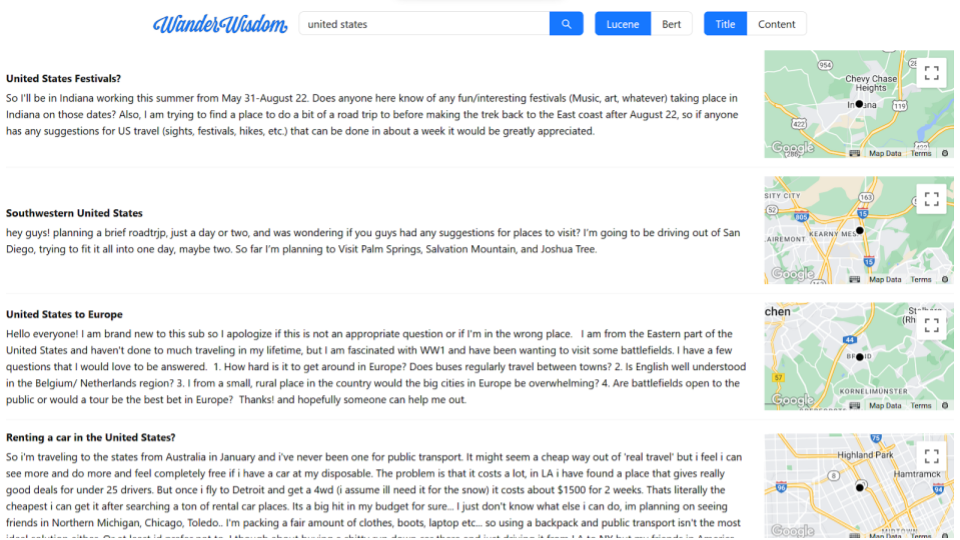 WanderWisdom
united states
Lucene
Bert
Title
Content
United States Festivals?
So I'll be in Indiana working this summer from May 31-August 22. Does anyone here know of any fun/interesting festivals (Music, art, whatever) taking place in
Indiana on those dates? Also, I am trying to find a place to do a bit of a road trip to before making the trek back to the East coast after August 22, so if anyone
has any suggestions for US travel (sights, festivals, hikes, etc.) that can be done in about a week it would be greatly appreciated.
954
Chevy Chase
Heights
119
422
Google
Map Data
Terms
Southwestern United States
hey guys! planning a brief roadtrjp, just a day or two, and was wondering if you guys had any suggestions for places to visit? I'm going to be driving out of San
Diego, trying to fit it all into one day, maybe two. So far I'm planning to Visit Palm Springs, Salvation Mountain, and Joshua Tree.
SITY CITY
163
52
15
805
AIREMONT
KEARNY MES
15
Google
Map Data
Terms
United States to Europe
Hello everyone! I am brand new to this sub so I apologize if this is not an appropriate question or if I'm in the wrong place. I am from the Eastern part of the
United States and haven't done to much traveling in my lifetime, but I am fascinated with WW1 and have been wanting to visit some battlefields. I have a few
questions that I would love to be answered. 1. How hard is it to get around in Europe? Does buses regularly travel between towns? 2. Is English well understood
in the Belgium/ Netherlands region? 3. I from a small, rural place in the country would the big cities in Europe be overwhelming? 4. Are battlefields open to the
public or would a tour be the best bet in Europe? Thanks! and hopefully someone can help me out.
chen
44
57
KORNELIMÜNSTER
Google
Map Data
Terms
Renting a car in the United States?
So i'm traveling to the states from Australia in January and i've never been one for public transport. It might seem a cheap way out of 'real travel' but i feel i can
see more and do more and feel completely free if i have a car at my disposable. The problem is that it costs a lot, in LA i have found a place that gives really
good deals for under 25 drivers. But once i fly to Detroit and get a 4wd (i assume ill need it for the snow) it costs about $1500 for 2 weeks. Thats literally the
cheapest i can get it after searching a ton of rental car places. Its a big hit in my budget for sure... I just don't know what else i can do, im planning on seeing
friends in Northern Michigan, Chicago, Toledo.. I'm packing a fair amount of clothes, boots, laptop etc... so using a backpack and public transport isn't the most
75
Highland Park
8
Hamtramck
96
94
Google
Map Data
Terms